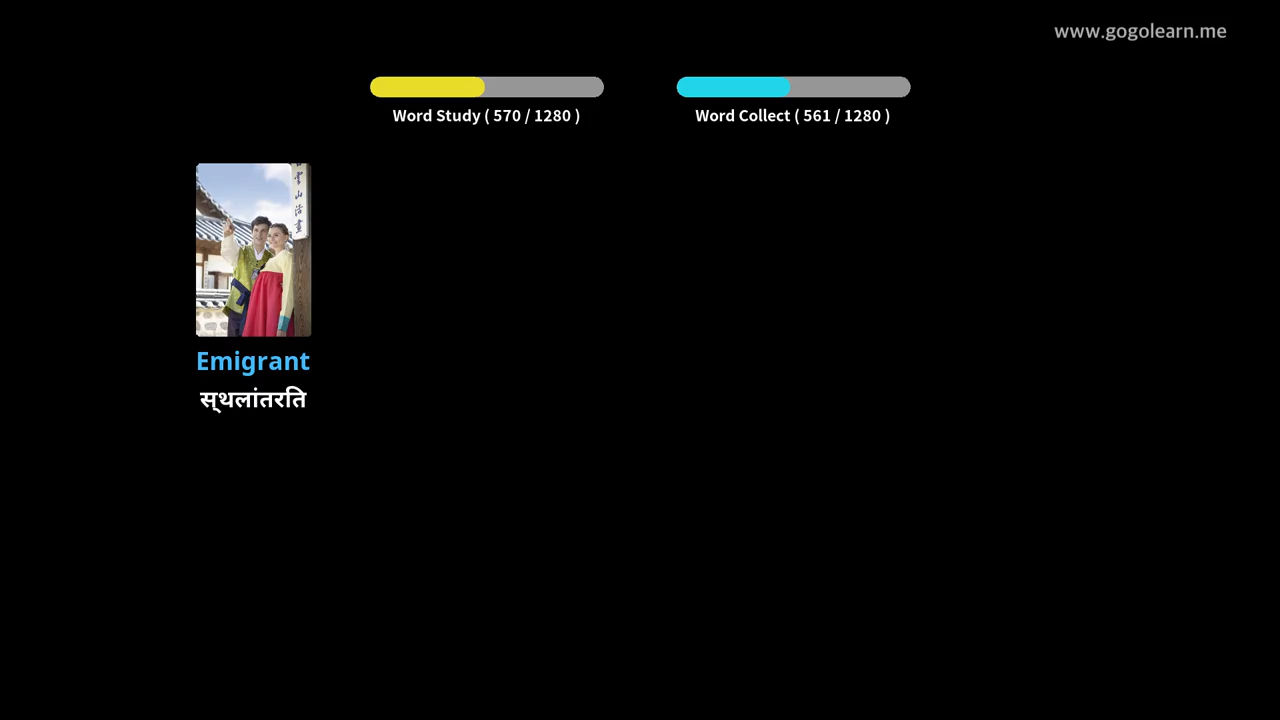 www.gogolearn.me
Word Study ( 570 / 1280 )
Word Collect ( 561 / 1280 )
Emigrant
स्थलांतरति